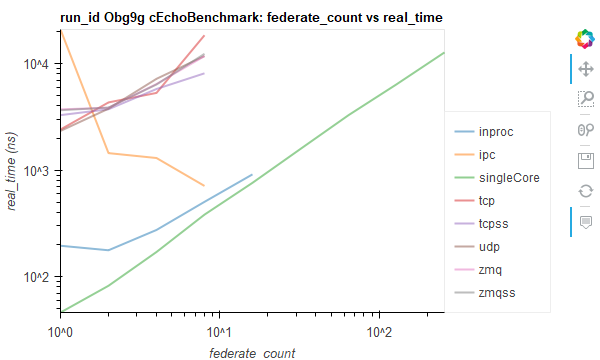 run_id Obg9g cEchoBenchmark: federate_count vs real_time
10^4
10^3
10^2
real_time (ns)
10^0
10^1
10^2
federate_count
inproc
ipc
singleCore
tcp
tcpss
udp
zmq
zmqss